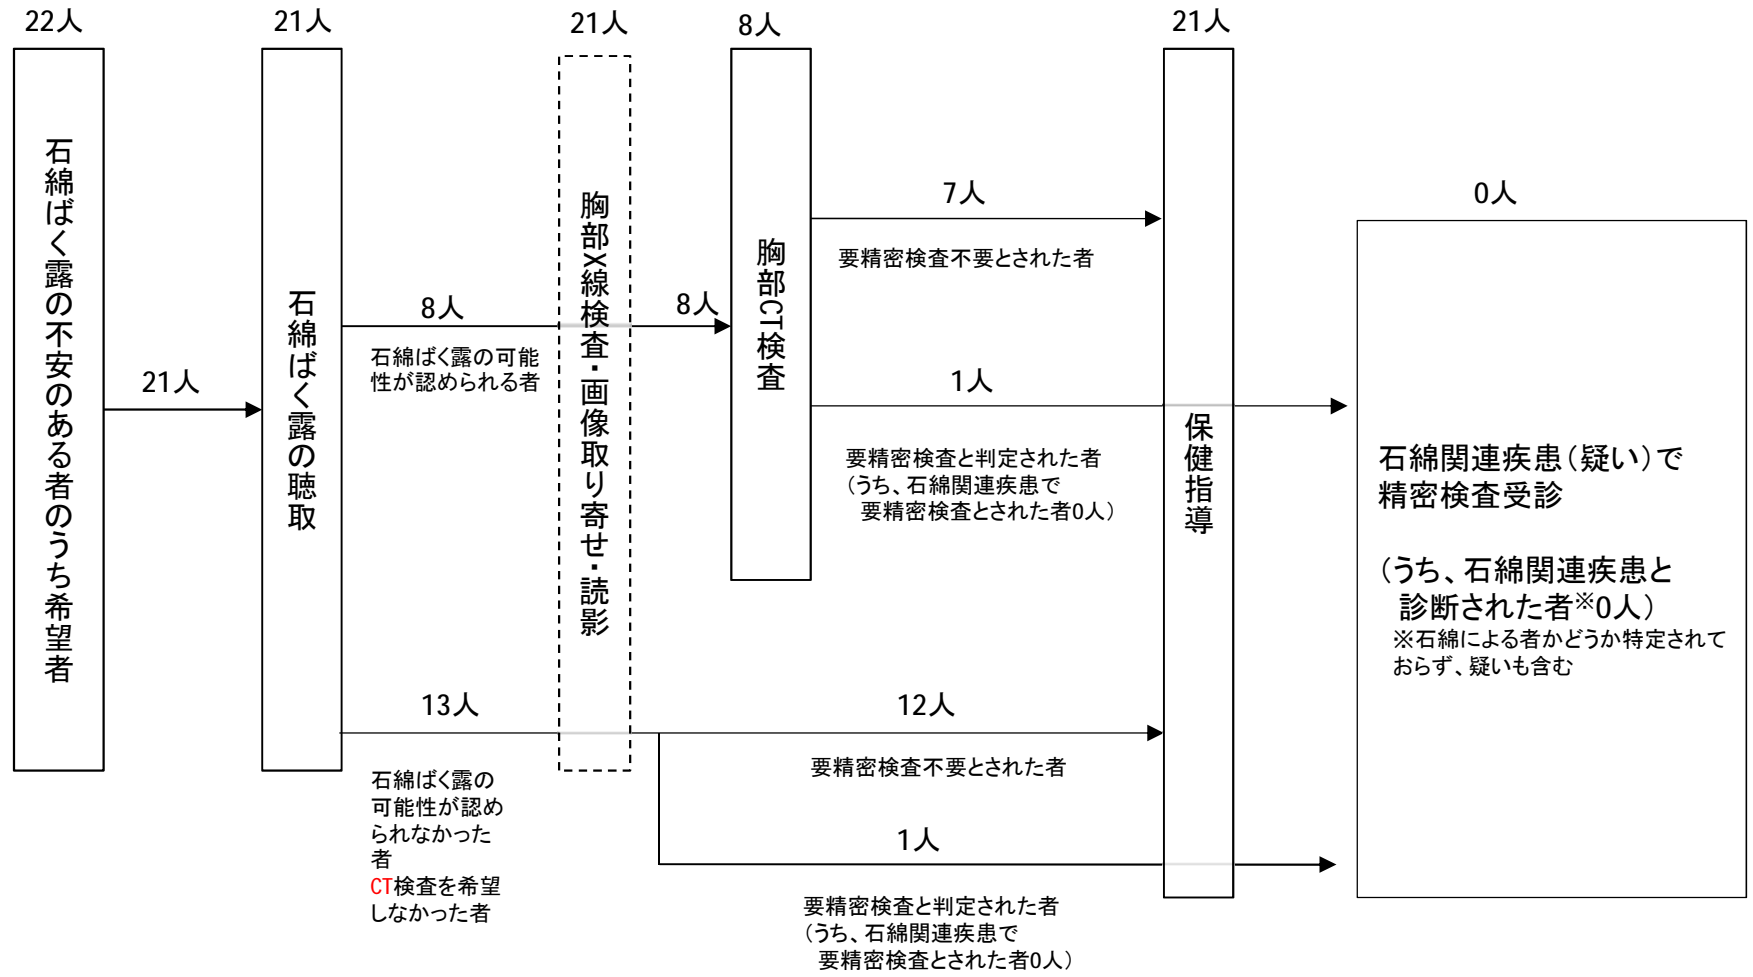 22人
21人
21人
8人
21人
石綿ばく露の不安のある者のうち希望者
21人
石綿ばく露の聴取
8人
石綿ばく露の可能
性が認められる者
13人
石綿ばく露の
可能性が認め
られなかった
者
CT検査を希望
しなかった者
胸部X線検査・画像取り寄せ・読影
8人
胸部CT検査
7人
要精密検査不要とされた者
1人
要精密検査と判定された者
（うち、石綿関連疾患で
要精密検査とされた者0人）
12人
要精密検査不要とされた者
1人
要精密検査と判定された者
（うち、石綿関連疾患で
要精密検査とされた者0人）
保健指導
0人
石綿関連疾患（疑い）で
精密検査受診
（うち、石綿関連疾患と
診断された者※0人）
※石綿による者かどうか特定されて
おらず、疑いも含む